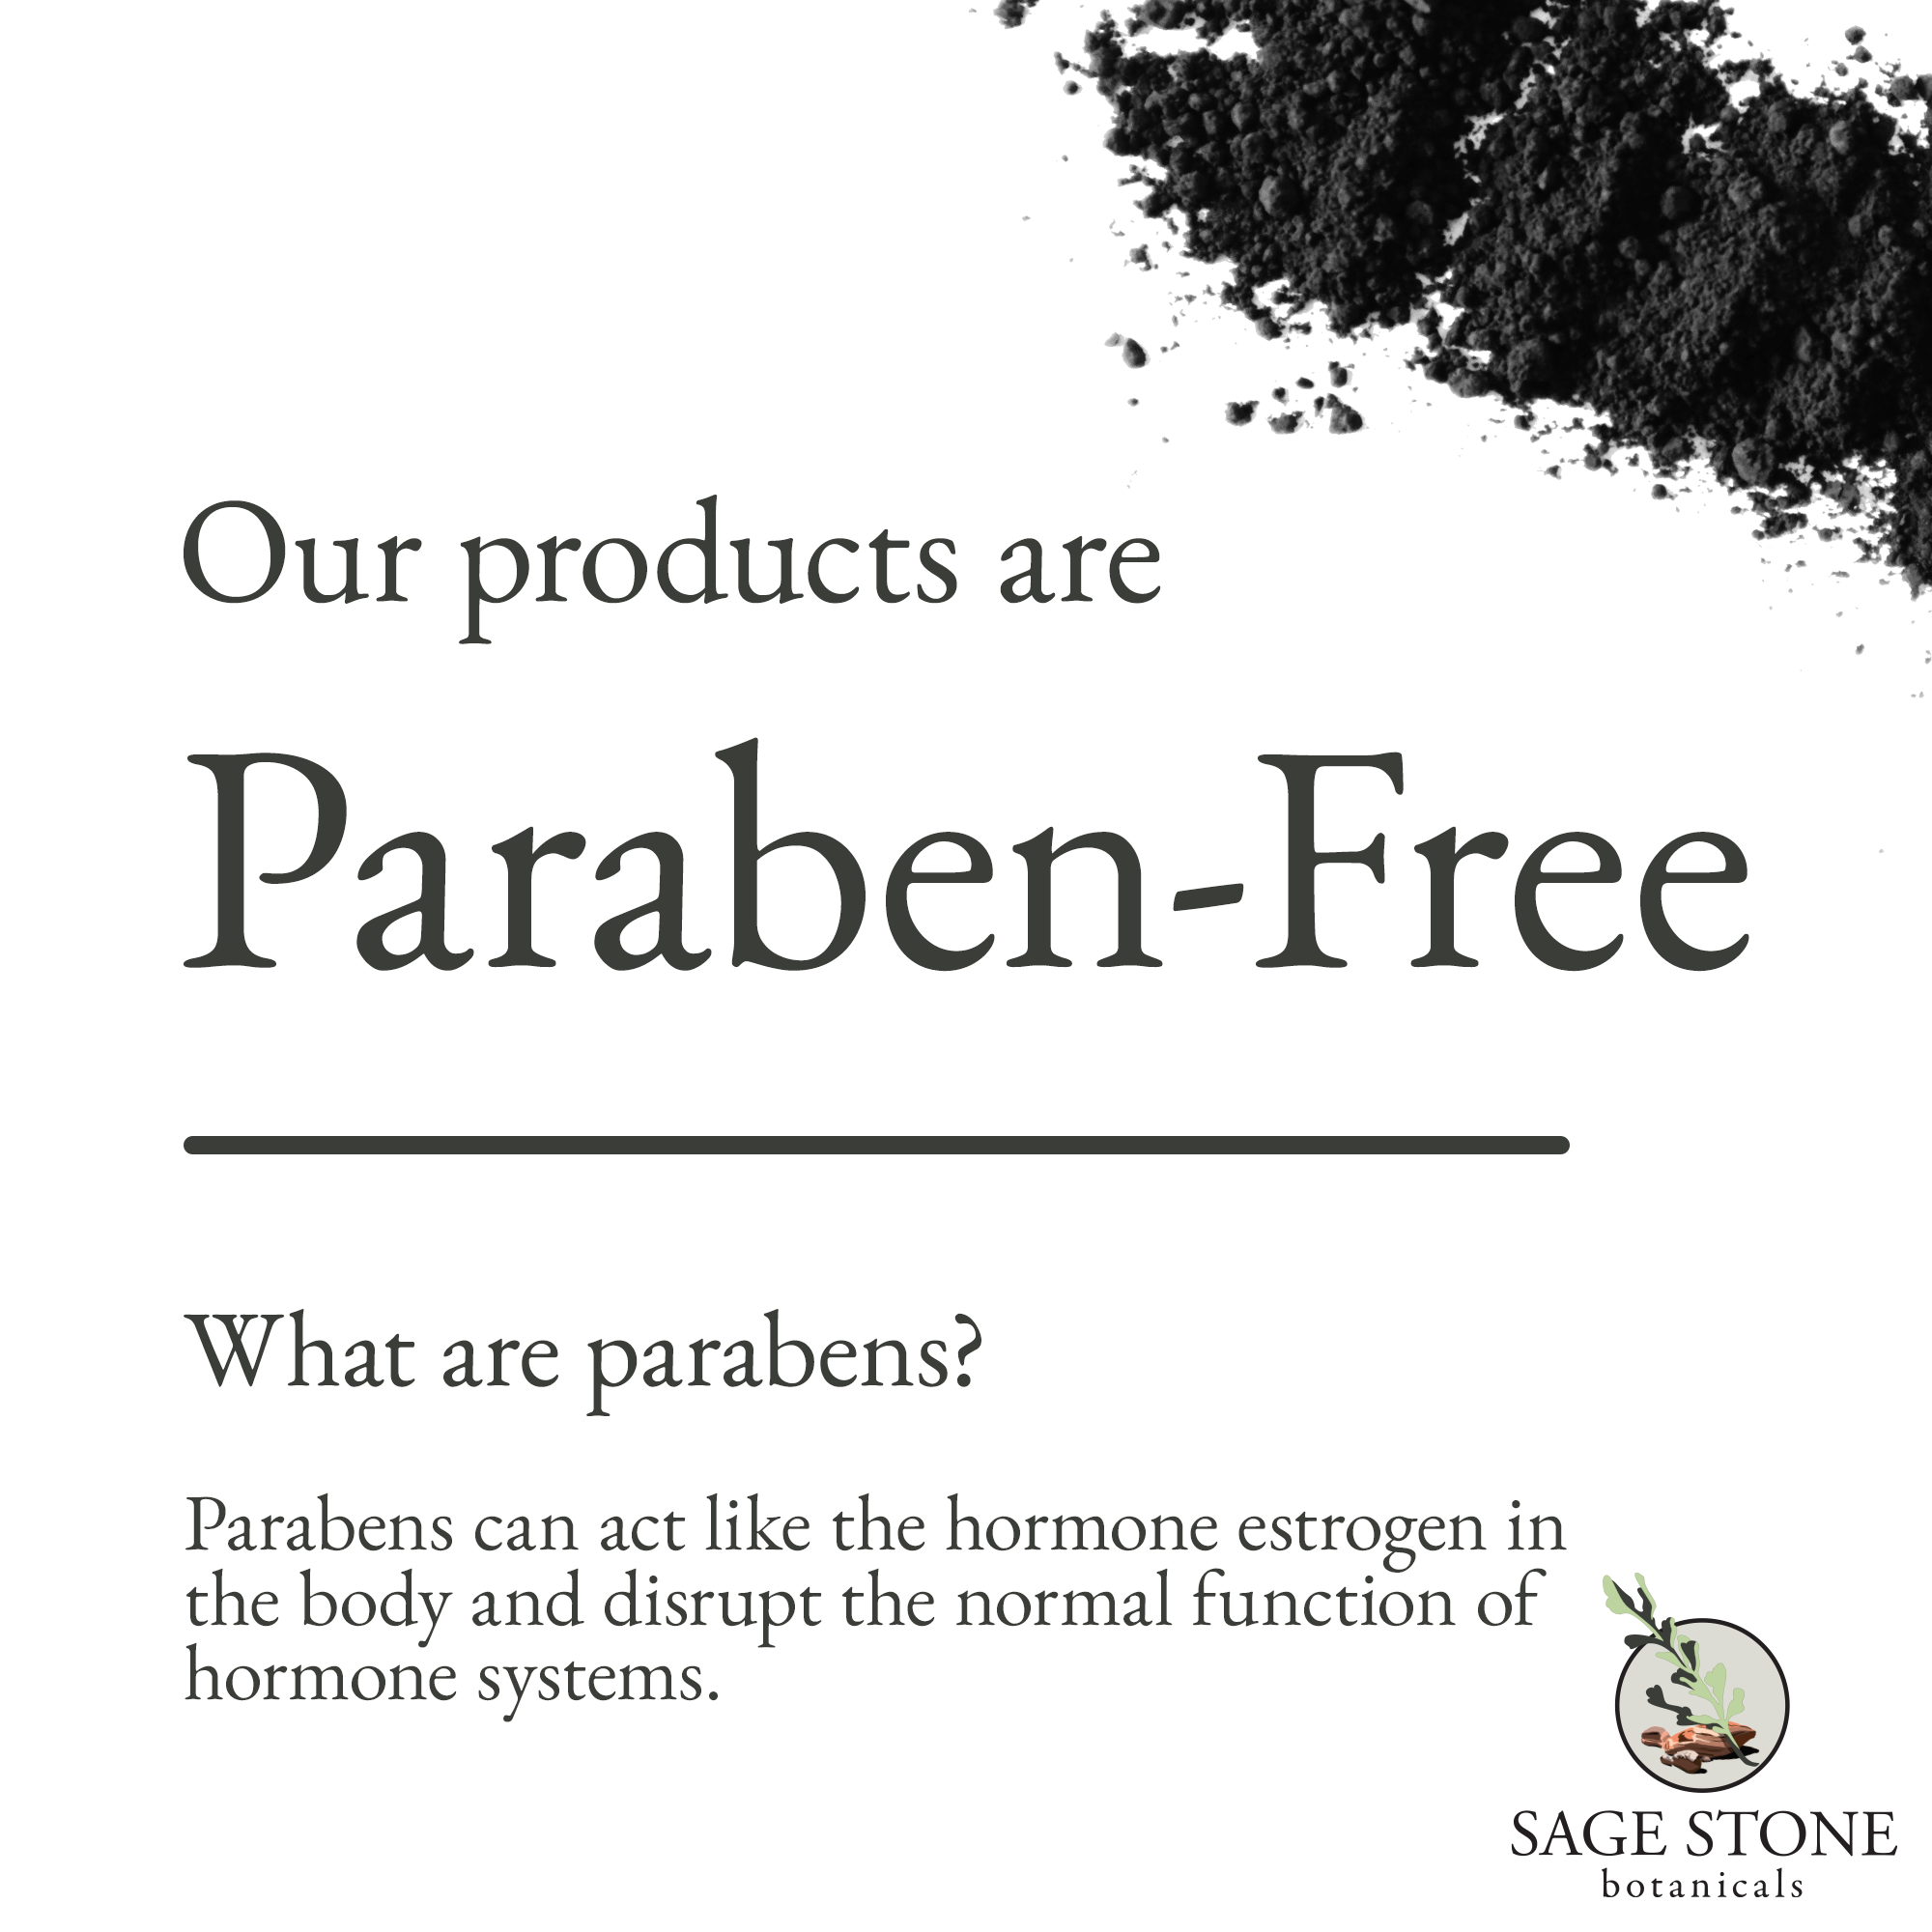 Our products are
Paraben-Free
What are parabens?
Parabens can act like the hormone estrogen in
the body and disrupt the normal function of
hormone systems.
SAGE STONE
botanicals